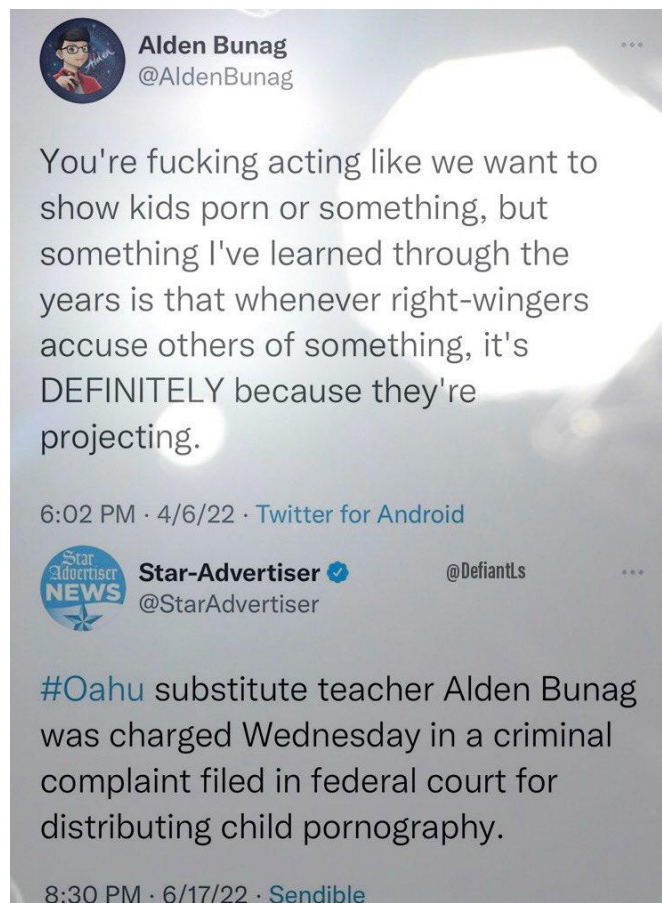 Alden Bunag
@AldenBunag
You're fucking acting like we want to
show kids porn or something, but
something I've learned through the
years is that whenever right-wingers
accuse others of something, it's
DEFINITELY because they're
projecting.
6:02 PM · 4/6/22 · Twitter for Android
Star
Advertiser
NEWS
Star-Advertiser
@DefiantLs
@StarAdvertiser
#Oahu substitute teacher Alden Bunag
was charged Wednesday in a criminal
complaint filed in federal court for
distributing child pornography.
8:30 PM · 6/17/22 · Sendible